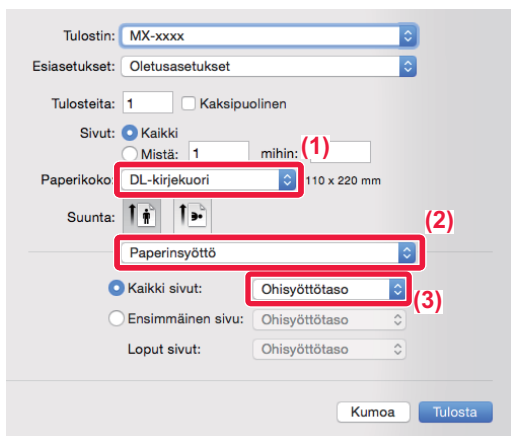 Tulostin: MX-xxxx
Esiasetukset: Oletusasetukset
Tulosteita: 1 Kaksipuolinen
Sivut: Kaikki
(1)
Mistä: 1 mihin:
Paperikoko: DL-kirjekuori 110 x 220 mm
Suunta:
(2)
Paperinsyöttö
Kaikki sivut: Ohisyöttötaso
(3)
Ensimmäinen sivu: Ohisyöttötaso
Loput sivut: Ohisyöttötaso
Kumoa Tulosta